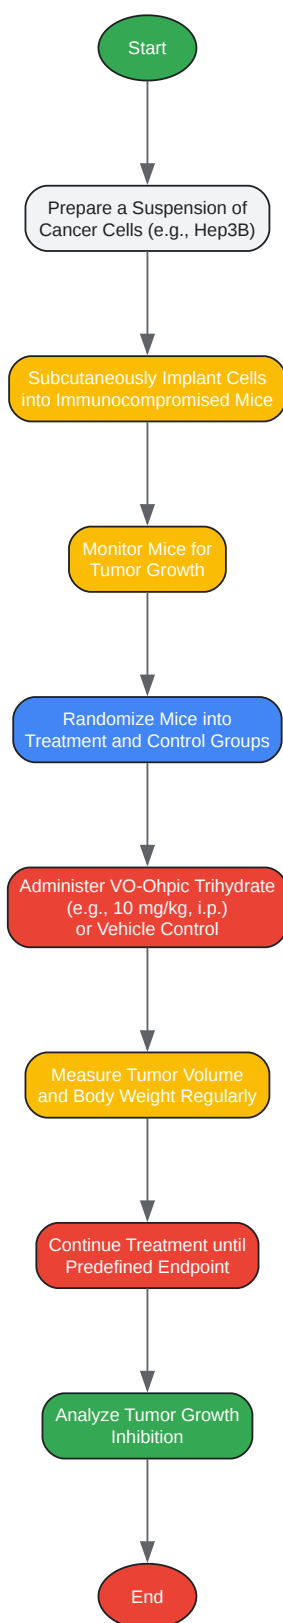 Start
Prepare a Suspension of
Cancer Cells (e.g., Hep3B)
Subcutaneously Implant Cells
into Immunocompromised Mice
Monitor Mice for
Tumor Growth
Randomize Mice into
Treatment and Control Groups
Administer VO-Ohpic Trihydrate
(e.g., 10 mg/kg, i.p.)
or Vehicle Control
Measure Tumor Volume
and Body Weight Regularly
Continue Treatment until
Predefined Endpoint
Analyze Tumor Growth
Inhibition
End